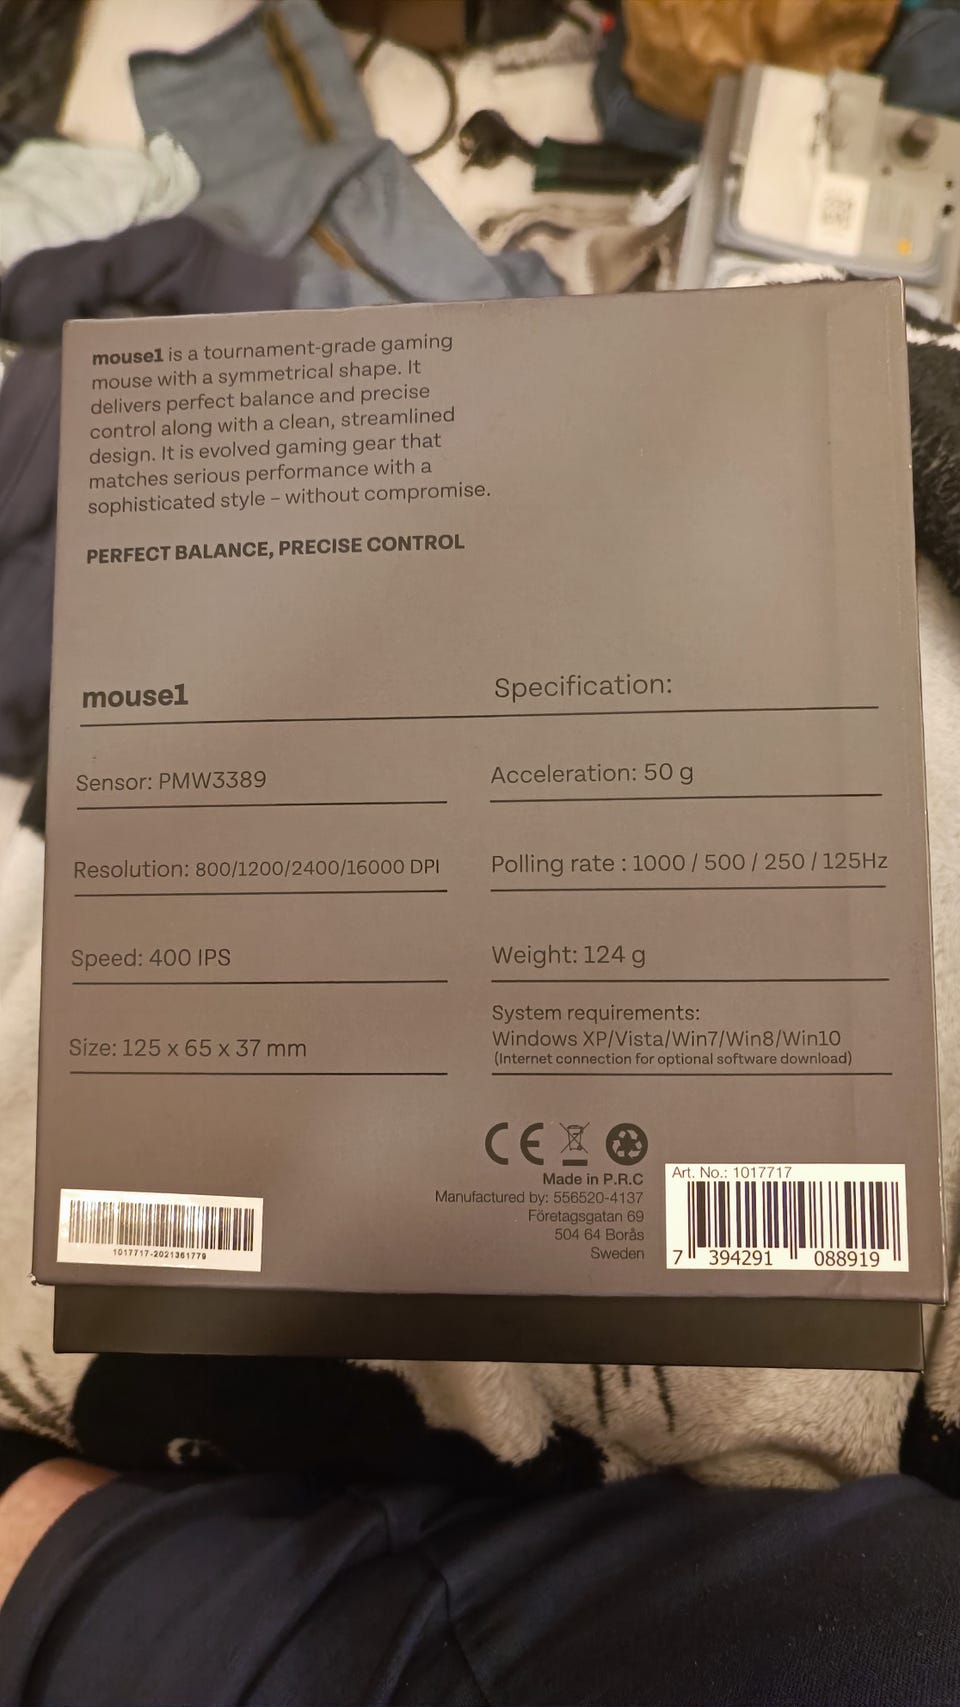 mouse1 is a tournament-grade gaming
mouse with a symmetrical shape. It
delivers perfect balance and precise
control along with a clean, streamlined
design. It is evolved gaming gear that
matches serious performance with a
sophisticated style – without compromise.
PERFECT BALANCE, PRECISE CONTROL
mouse1
Specification:
Sensor: PMW3389
Acceleration: 50 g
Resolution: 800/1200/2400/16000 DPI
Polling rate : 1000 / 500 / 250 / 125Hz
Speed: 400 IPS
Weight: 124 g
Size: 125 x 65 x 37 mm
System requirements:
Windows XP/Vista/Win7/Win8/Win10
(Internet connection for optional software download)
CE
Made in P.R.C
Manufactured by: 556520-4137
Företagsgatan 69
504 64 Borås
Sweden
1017717-2021361779
Art. No.: 1017717
7 394291 088919